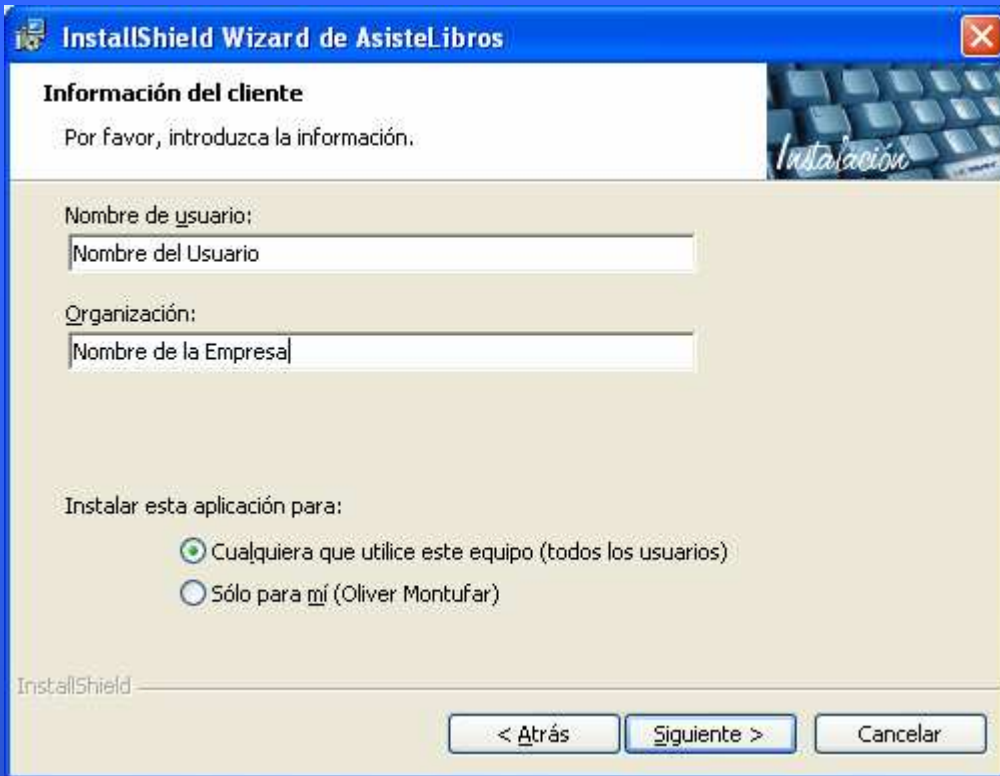 InstallShield Wizard de AsisteLibros
Información del cliente
Por favor, introduzca la información.
Instalación
Nombre de usuario:
Nombre del Usuario
Organización:
Nombre de la Empresa
Instalar esta aplicación para:
Cualquiera que utilice este equipo (todos los usuarios)
Sólo para mí (Oliver Montufar)
InstallShield
< Atrás
Siguiente >
Cancelar